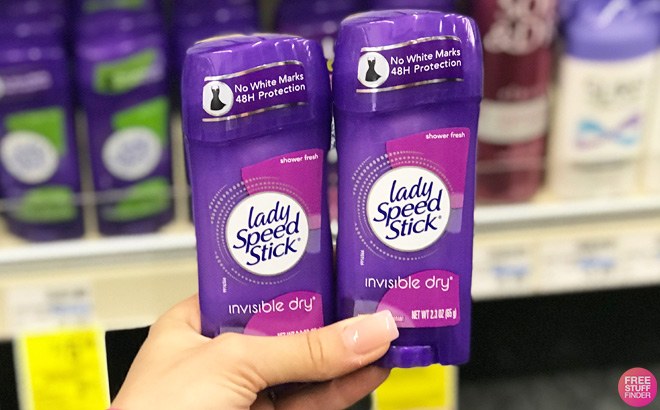 No White Marks
48H Protection
shower fresh
lady
Speed
Stick®
invisible dry®
No White Marks
48H Protection
shower fresh
lady
Speed
Stick®
invisible dry®
NET WT 2.3 OZ (65 g)
FREE
STUFF
FINDER